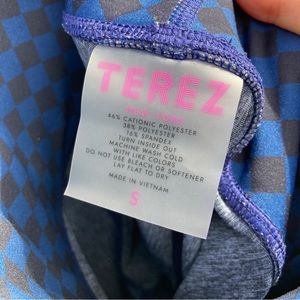 TEREZ
46% CATIONIC POLYESTER
38% POLYESTER
16% SPANDEX
TURN INSIDE OUT
MACHINE WASH COLD
WITH LIKE COLORS
DO NOT USE BLEACH OR SOFTENER
LAY FLAT TO DRY
MADE IN VIETNAM
S